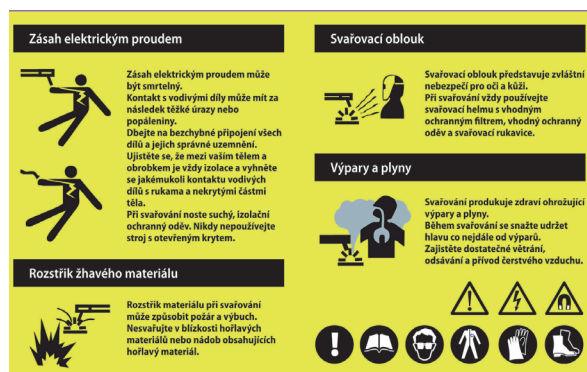 Zásah elektrickým proudem
Zásah elektrickým proudem může
být smrtelný.
Kontakt s vodivými díly může mít za
následek těžké úrazy nebo
popáleniny.
Dbejte na bezchybné připojení všech
dílů a jejich správné uzemnění.
Ujistěte se, že mezi vaším tělem a
obrobkem je vždy izolace a vyhněte
se jakémukoli kontaktu vodivých
dílů s rukama a nekrytými částmi
těla.
Při svařování noste suchý, izolační
ochranný oděv. Nikdy nepoužívejte
stroj s otevřeným krytem.
Rozstřik žhavého materiálu
Rozstřik materiálu při svařování
může způsobit požár a výbuch.
Nesvařujte v blízkosti hořlavých
materiálů nebo nádob obsahujících
hořlavý materiál.
Svařovací oblouk
Svařovací oblouk představuje zvláštní
nebezpečí pro oči a kůži.
Při svařování vždy používejte
svařovací helmu s vhodným
ochranným filtrem, vhodný ochranný
oděv a svařovací rukavice.
Výpary a plyny
Svařování produkuje zdraví ohrožující
výpary a plyny.
Během svařování se snažte udržet
hlavu co nejdále od výparů.
Zajistěte dostatečné větrání,
odsávání a přívod čerstvého vzduchu.